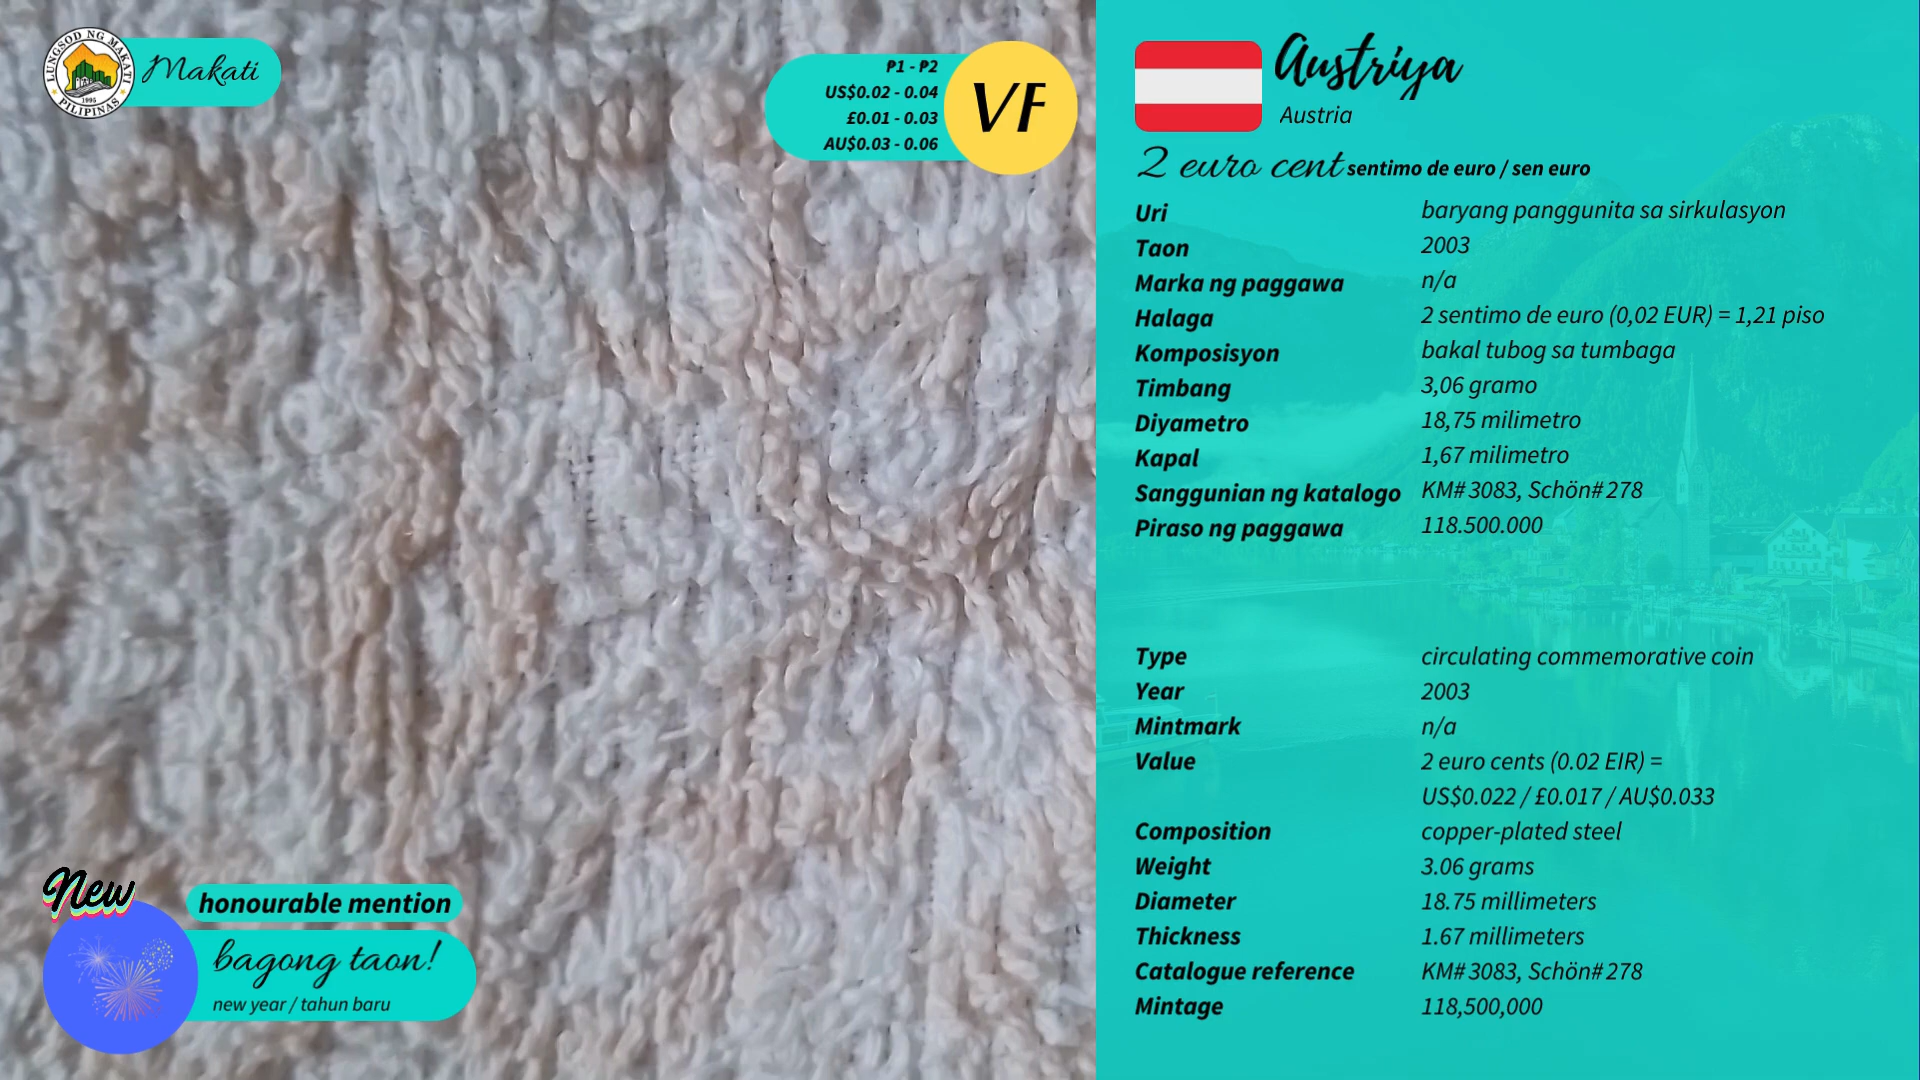 LUNGSOD NG MAKATI
1995
PILIPINAS
Makati
₱1 - ₱2
US$0.02 - 0.04
£0.01 - 0.03
AU$0.03 - 0.06
VF
New
honourable mention
bagong taon!
new year / tahun baru
Austriya
Austria
2 euro cent sentimo de euro / sen euro
Uri baryang panggunita sa sirkulasyon
Taon 2003
Marka ng paggawa n/a
Halaga 2 sentimo de euro (0,02 EUR) = 1,21 piso
Komposisyon bakal tubog sa tumbaga
Timbang 3,06 gramo
Diyametro 18,75 milimetro
Kapal 1,67 milimetro
Sanggunian ng katalogo KM# 3083, Schön# 278
Piraso ng paggawa 118.500.000
Type circulating commemorative coin
Year 2003
Mintmark n/a
Value 2 euro cents (0.02 EIR) =
US$0.022 / £0.017 / AU$0.033
Composition copper-plated steel
Weight 3.06 grams
Diameter 18.75 millimeters
Thickness 1.67 millimeters
Catalogue reference KM# 3083, Schön# 278
Mintage 118,500,000